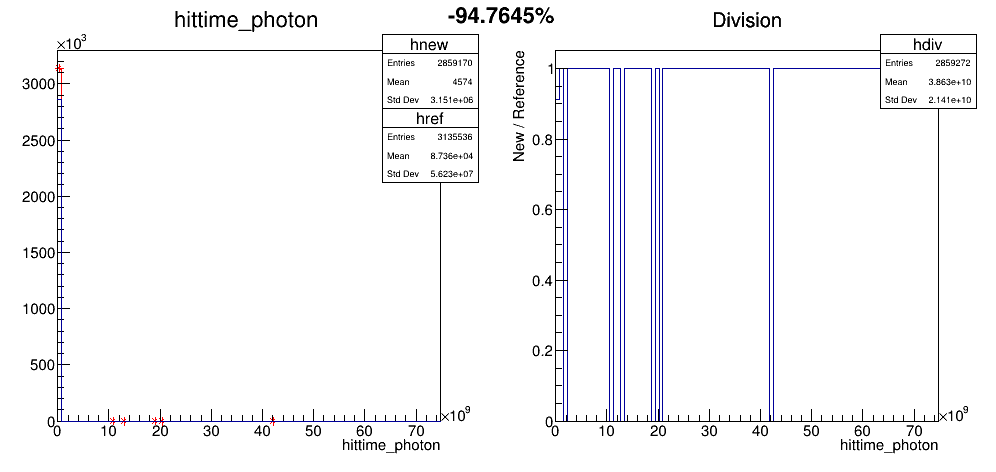 -94.7645%
hittime_photon
×10³
hnew
Entries 2859170
Mean 4574
Std Dev 3.151e+06
href
Entries 3135536
Mean 8.736e+04
Std Dev 5.623e+07
3000
2500
2000
1500
1000
500
0
0 10 20 30 40 50 60 70
×10⁹
hittime_photon
Division
hdiv
Entries 2859272
Mean 3.863e+10
Std Dev 2.141e+10
New / Reference
1
0.8
0.6
0.4
0.2
0
0 10 20 30 40 50 60 70
×10⁹
hittime_photon